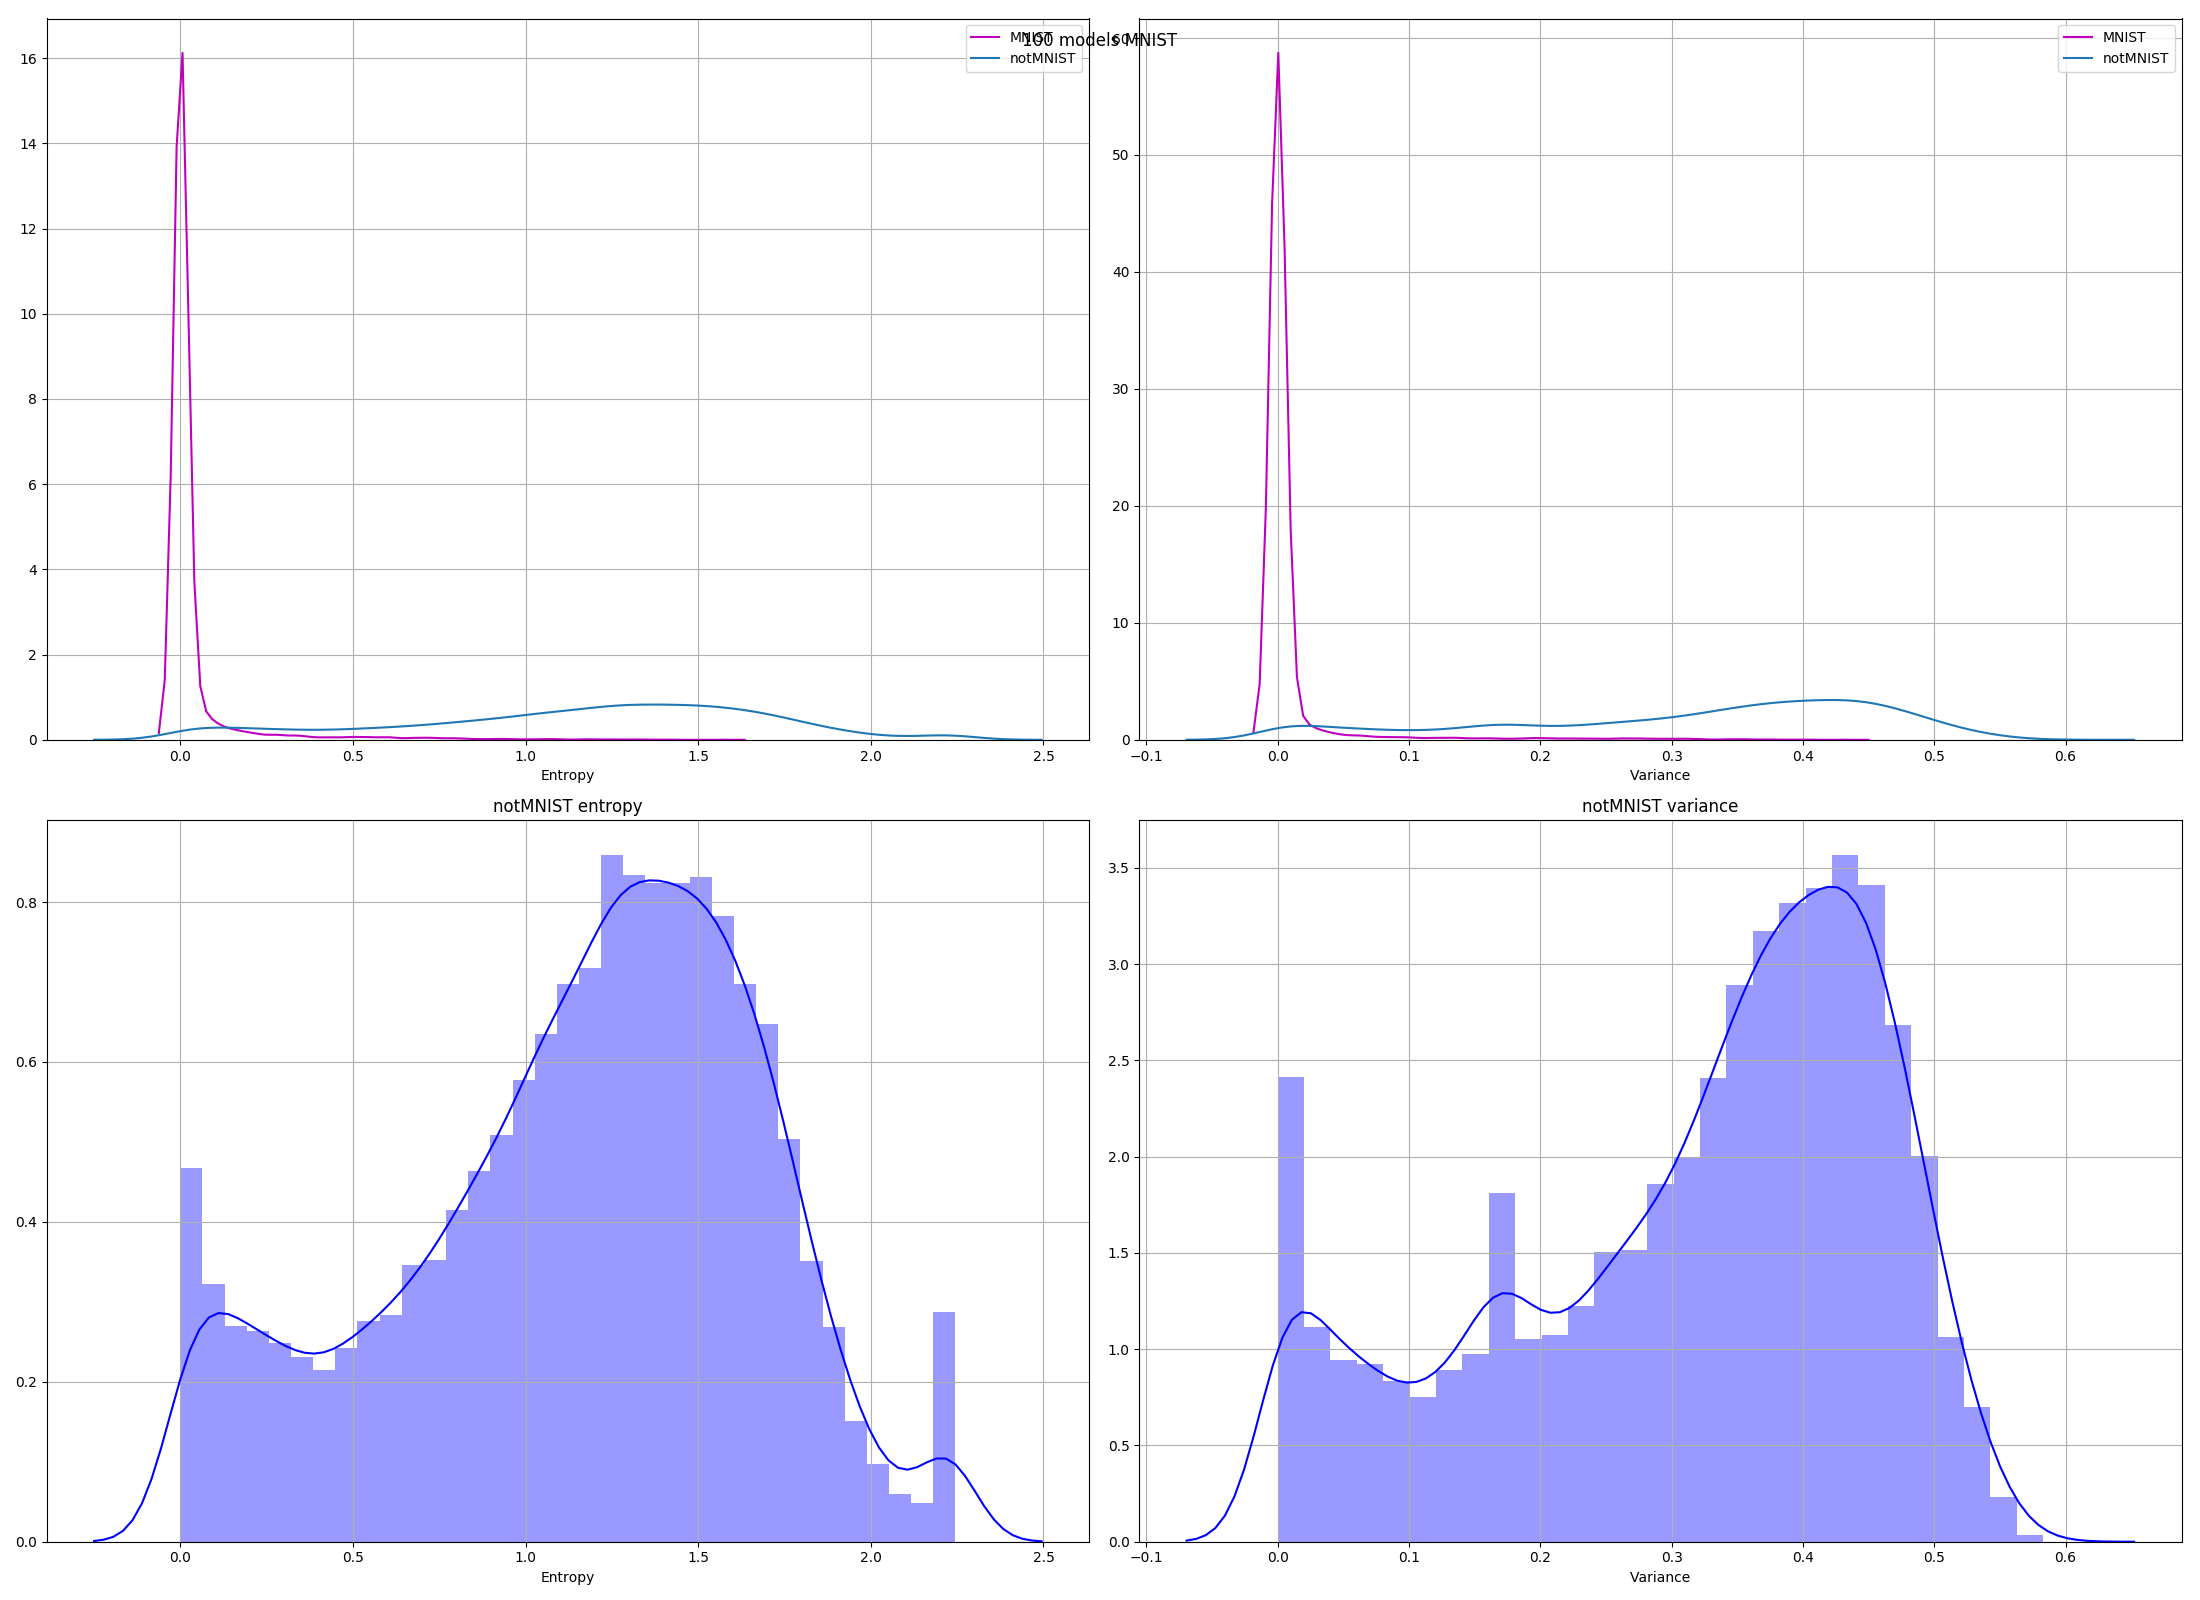 100 models MNIST
MNIST
notMNIST
16
14
12
10
8
6
4
2
0
0.0 0.5 1.0 1.5 2.0 2.5
Entropy
MNIST
notMNIST
60
50
40
30
20
10
0
−0.1 0.0 0.1 0.2 0.3 0.4 0.5 0.6
Variance
notMNIST entropy
0.8
0.6
0.4
0.2
0.0
0.0 0.5 1.0 1.5 2.0 2.5
Entropy
notMNIST variance
3.5
3.0
2.5
2.0
1.5
1.0
0.5
0.0
−0.1 0.0 0.1 0.2 0.3 0.4 0.5 0.6
Variance